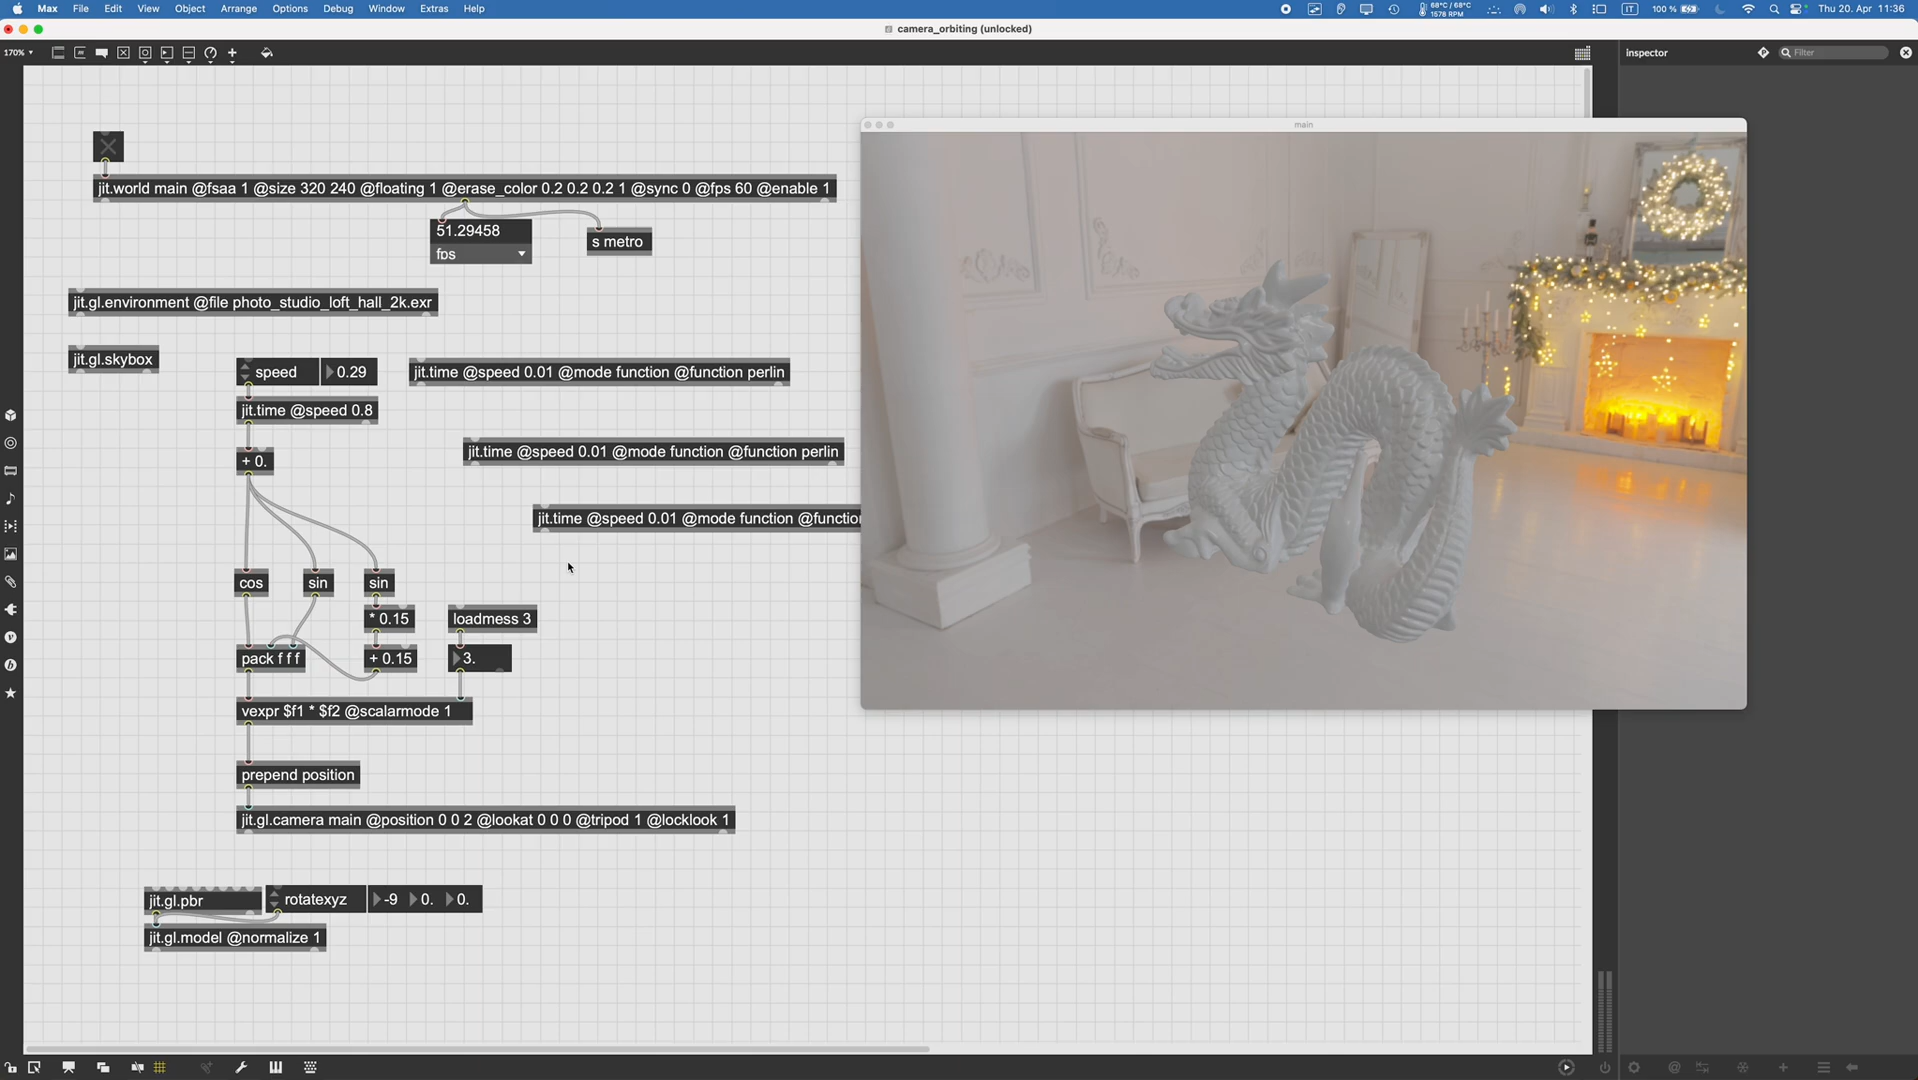 Max File Edit View Object Arrange Options Debug Window Extras Help
68°C / 68°C
1578 RPM
IT
100 %
Thu 20. Apr 11:36
camera_orbiting (unlocked)
170%
inspector
Filter
main
jit.world main @fsaa 1 @size 320 240 @floating 1 @erase_color 0.2 0.2 0.2 1 @sync 0 @fps 60 @enable 1
51.29458
fps
s metro
jit.gl.environment @file photo_studio_loft_hall_2k.exr
jit.gl.skybox
speed 0.29
jit.time @speed 0.01 @mode function @function perlin
jit.time @speed 0.8
jit.time @speed 0.01 @mode function @function perlin
+ 0.
jit.time @speed 0.01 @mode function @functio
cos
sin
sin
* 0.15
loadmess 3
pack f f f
+ 0.15
3.
vexpr $f1 * $f2 @scalarmode 1
prepend position
jit.gl.camera main @position 0 0 2 @lookat 0 0 0 @tripod 1 @locklook 1
jit.gl.pbr
rotatexyz -9 0. 0.
jit.gl.model @normalize 1